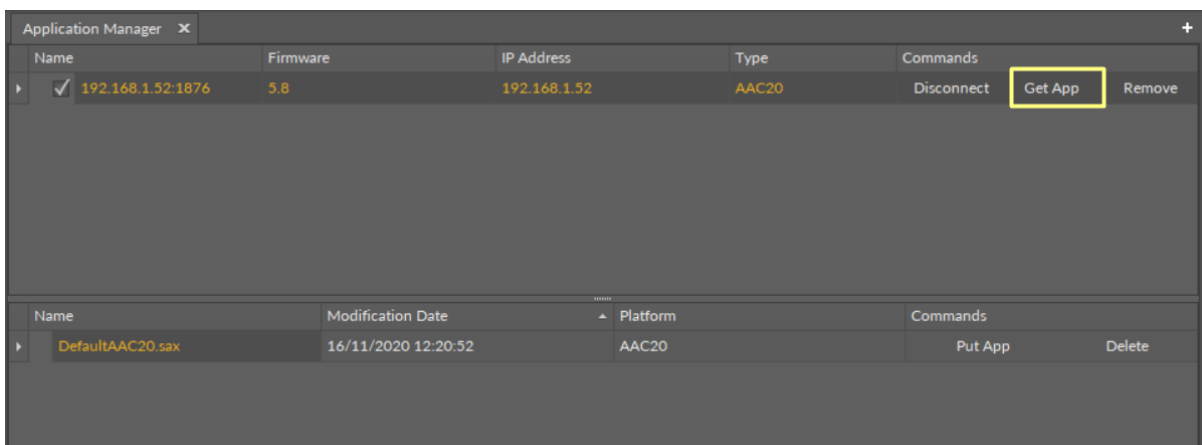 Application Manager x +
Name Firmware IP Address Type Commands
192.168.1.52:1876 5.8 192.168.1.52 AAC20 Disconnect Get App Remove
Name Modification Date Platform Commands
DefaultAAC20.sax 16/11/2020 12:20:52 AAC20 Put App Delete